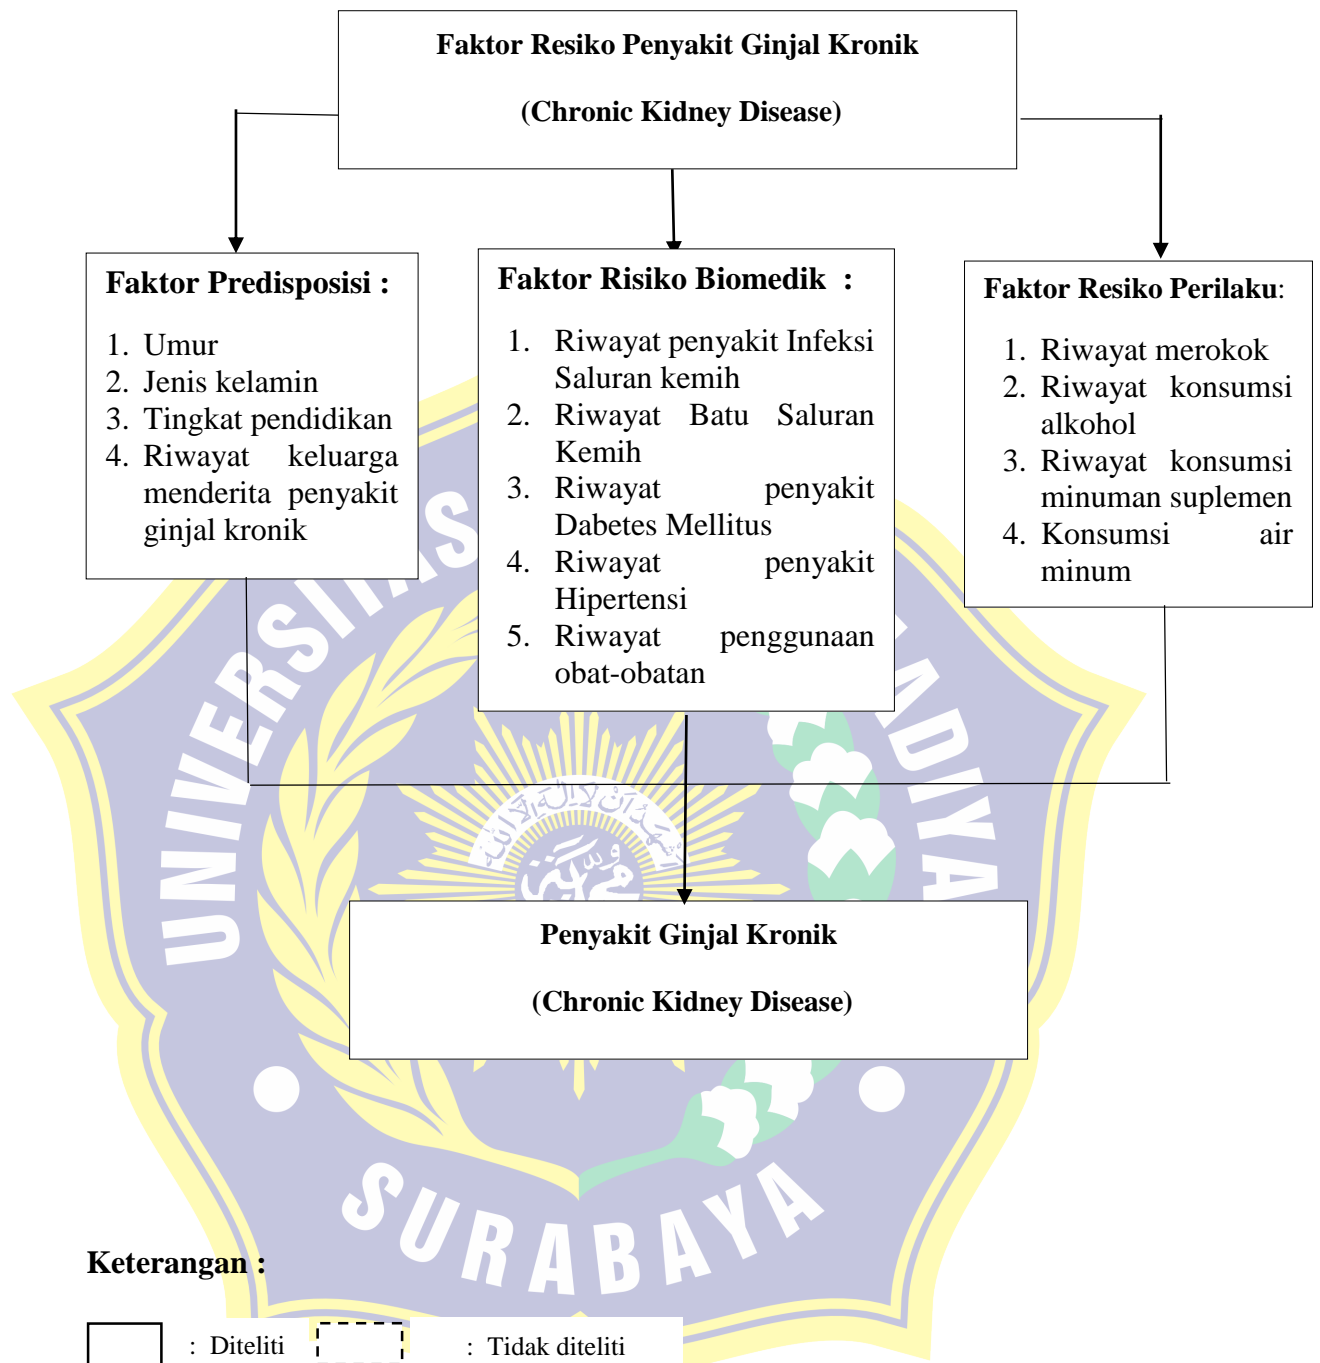 Faktor Resiko Penyakit Ginjal Kronik
(Chronic Kidney Disease)
Faktor Predisposisi :
1. Umur
2. Jenis kelamin
3. Tingkat pendidikan
4. Riwayat keluarga
menderita penyakit
ginjal kronik
Faktor Risiko Biomedik :
1. Riwayat penyakit Infeksi
Saluran kemih
2. Riwayat Batu Saluran
Kemih
3. Riwayat penyakit
Dabetes Mellitus
4. Riwayat penyakit
Hipertensi
5. Riwayat penggunaan
obat-obatan
Faktor Resiko Perilaku:
1. Riwayat merokok
2. Riwayat konsumsi
alkohol
3. Riwayat konsumsi
minuman suplemen
4. Konsumsi air
minum
Penyakit Ginjal Kronik
(Chronic Kidney Disease)
SURABAYA
Keterangan :
: Diteliti : Tidak diteliti